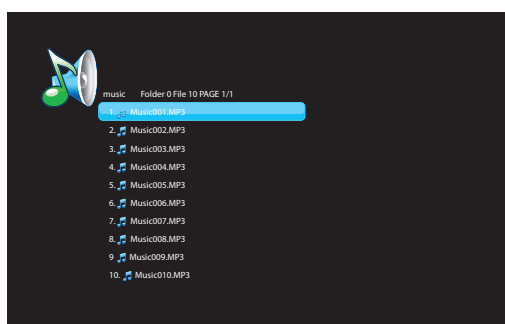 music Folder 0 File 10 PAGE 1/1
1. Music001.MP3
2. Music002.MP3
3. Music003.MP3
4. Music004.MP3
5. Music005.MP3
6. Music006.MP3
7. Music007.MP3
8. Music008.MP3
9 Music009.MP3
10. Music010.MP3